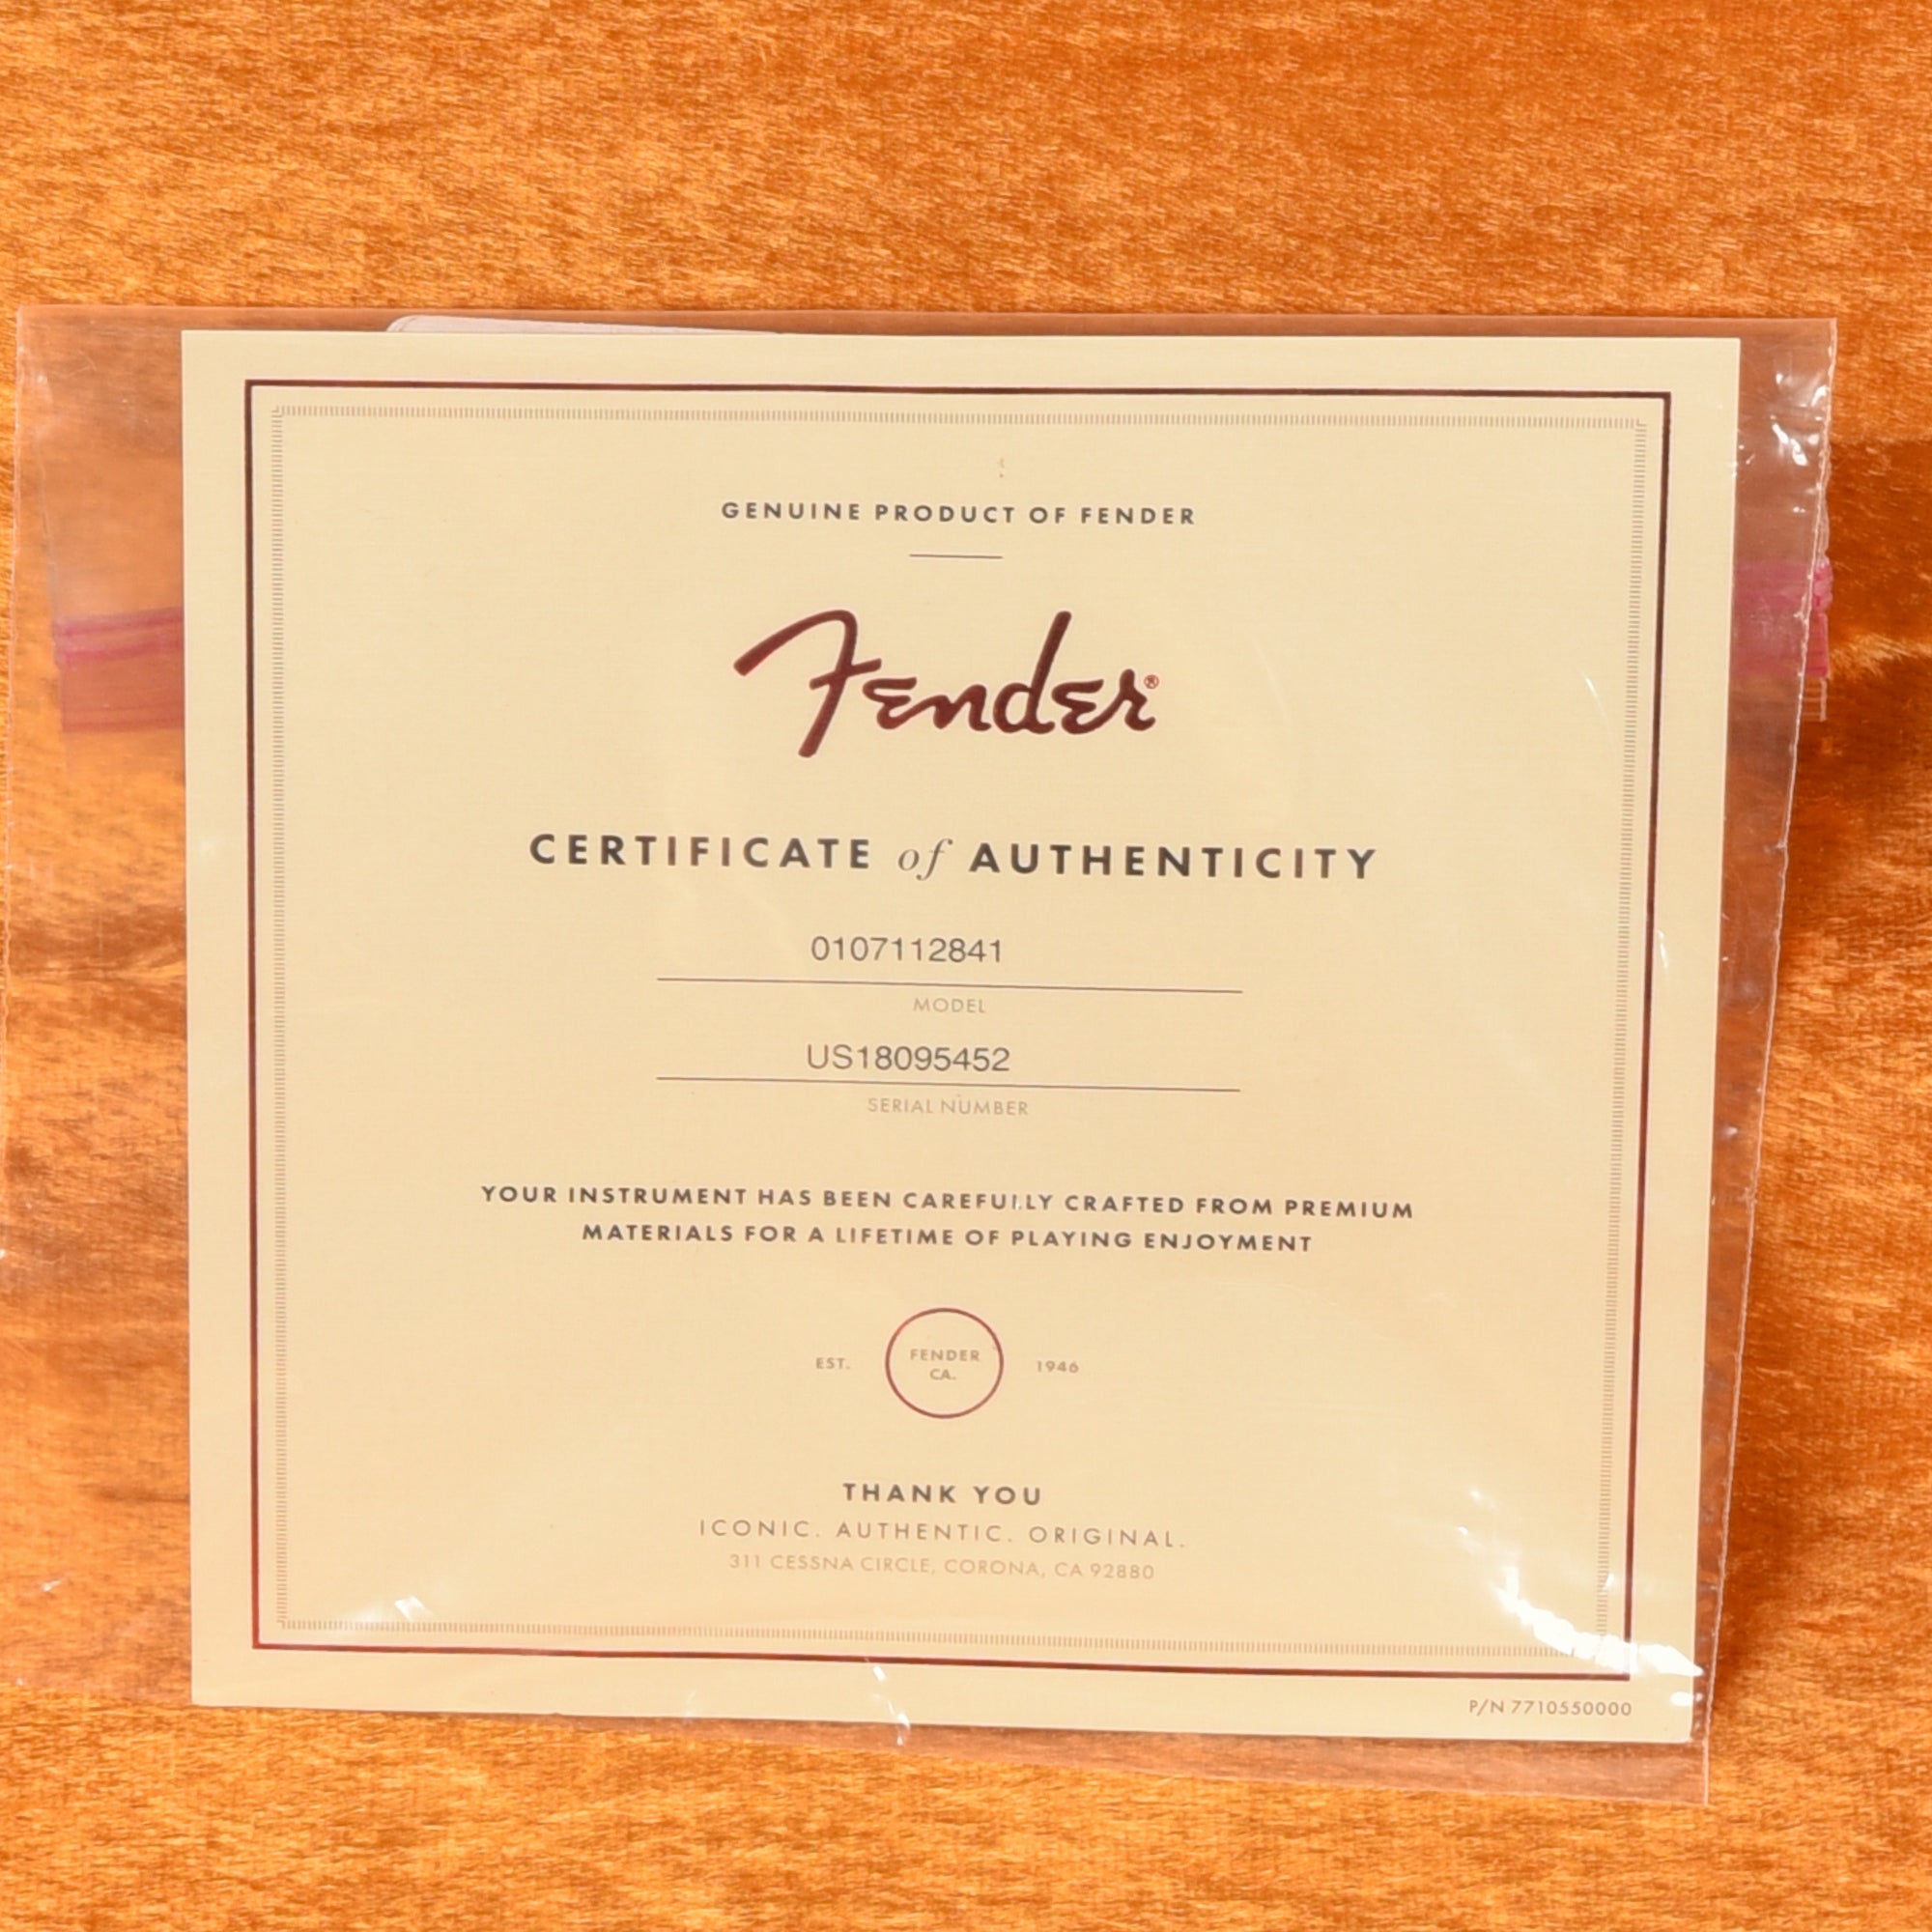 GENUINE PRODUCT OF FENDER
Fender®
CERTIFICATE of AUTHENTICITY
0107112841
MODEL
US18095452
SERIAL NUMBER
YOUR INSTRUMENT HAS BEEN CAREFULLY CRAFTED FROM PREMIUM
MATERIALS FOR A LIFETIME OF PLAYING ENJOYMENT
EST. FENDER CA. 1946
THANK YOU
ICONIC. AUTHENTIC. ORIGINAL.
311 CESSNA CIRCLE, CORONA, CA 92880
P/N 7710550000